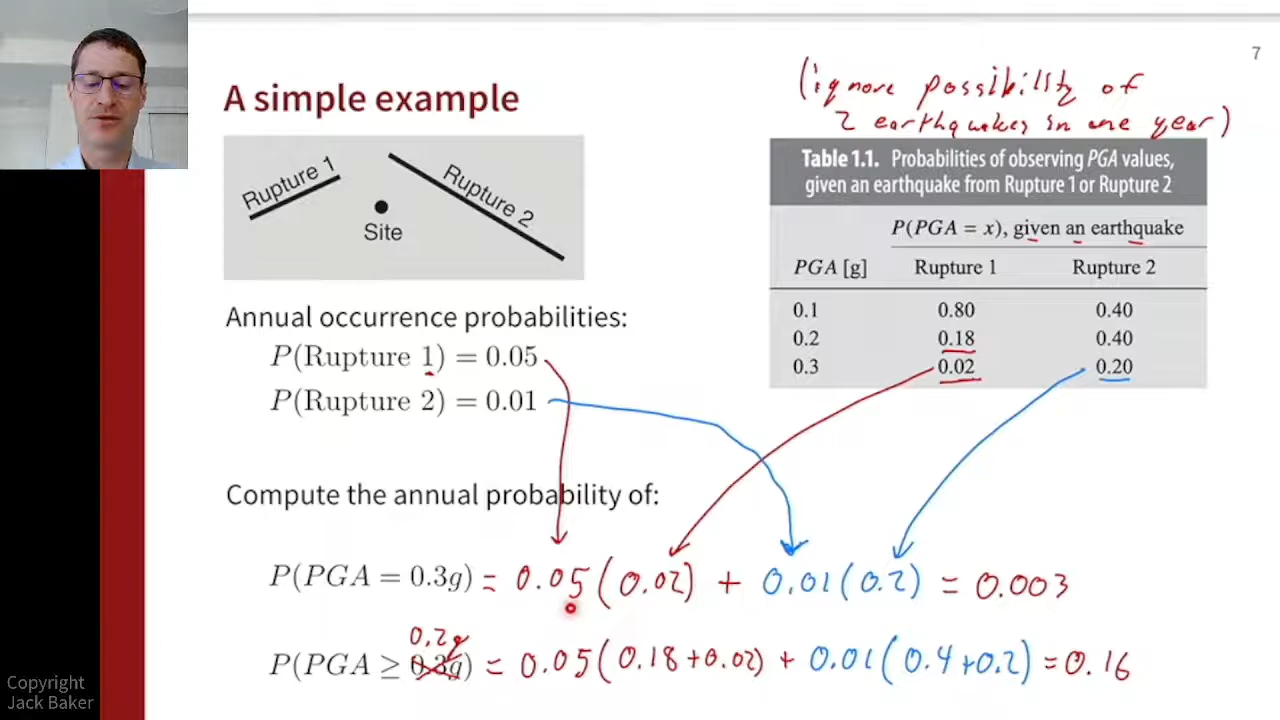 7
A simple example
(ignore possibility of
2 earthquakes in one year)
Rupture 1
Rupture 2
Site
Table 1.1. Probabilities of observing PGA values,
given an earthquake from Rupture 1 or Rupture 2
P(PGA = x), given an earthquake
PGA [g] Rupture 1 Rupture 2
0.1 0.80 0.40
0.2 0.18 0.40
0.3 0.02 0.20
Annual occurrence probabilities:
P(Rupture 1) = 0.05
P(Rupture 2) = 0.01
Compute the annual probability of:
P(PGA = 0.3g) = 0.05(0.02) + 0.01(0.2) = 0.003
0.2g
P(PGA ≥ 0.3g) = 0.05(0.18+0.02) + 0.01(0.4+0.2) = 0.16
Copyright
Jack Baker